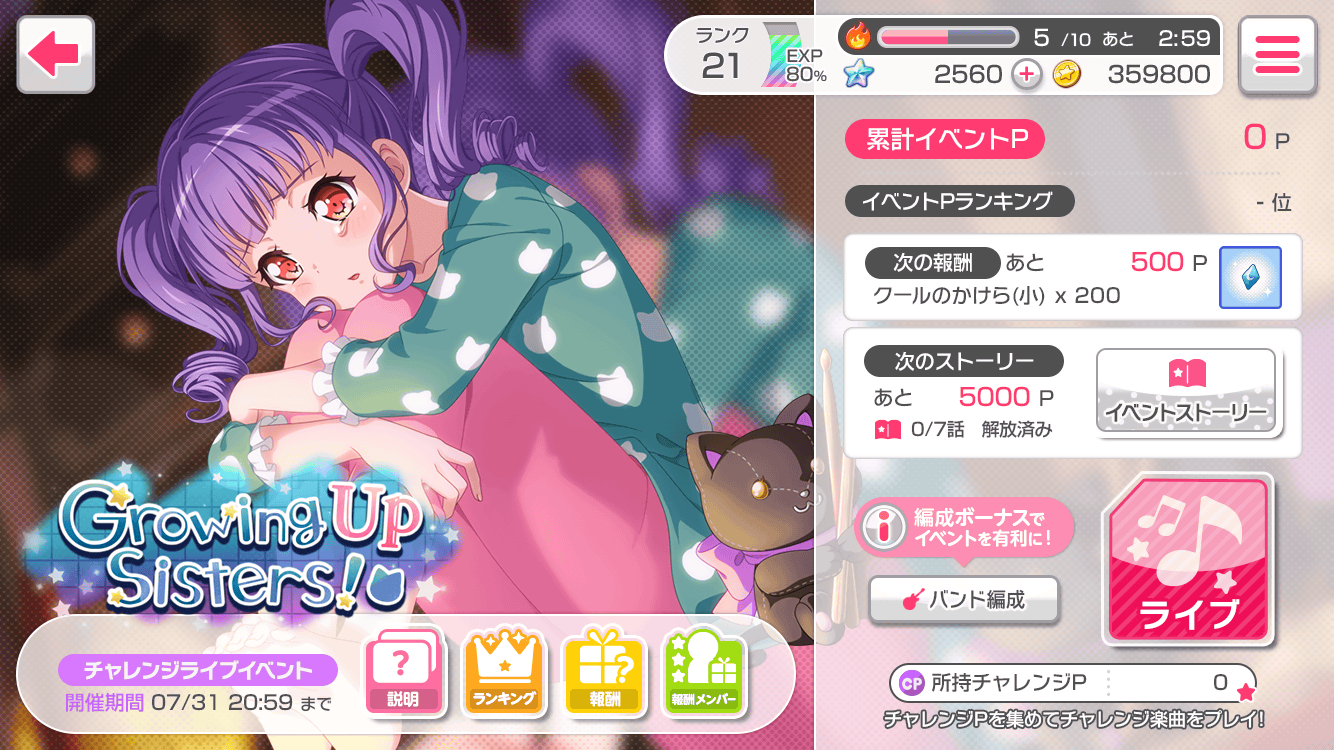 ランク
21
EXP
80%
5 /10 あと 2:59
2560
359800
累計イベントP
0 P
イベントPランキング
- 位
次の報酬 あと 500 P
クールのかけら(小) x 200
次のストーリー
あと 5000 P
0/7話 解放済み
イベントストーリー
Growing Up
Sisters!
編成ボーナスで
イベントを有利に!
バンド編成
ライブ
チャレンジライブイベント
開催期間 07/31 20:59 まで
?
説明
ランキング
?
報酬
報酬メンバー
CP 所持チャレンジP 0
チャレンジPを集めてチャレンジ楽曲をプレイ!